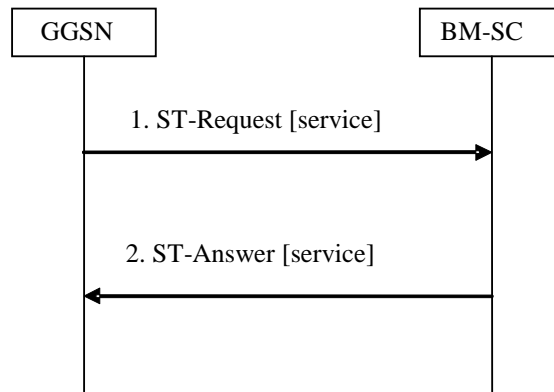 GGSN
BM-SC
1. ST-Request [service]
2. ST-Answer [service]